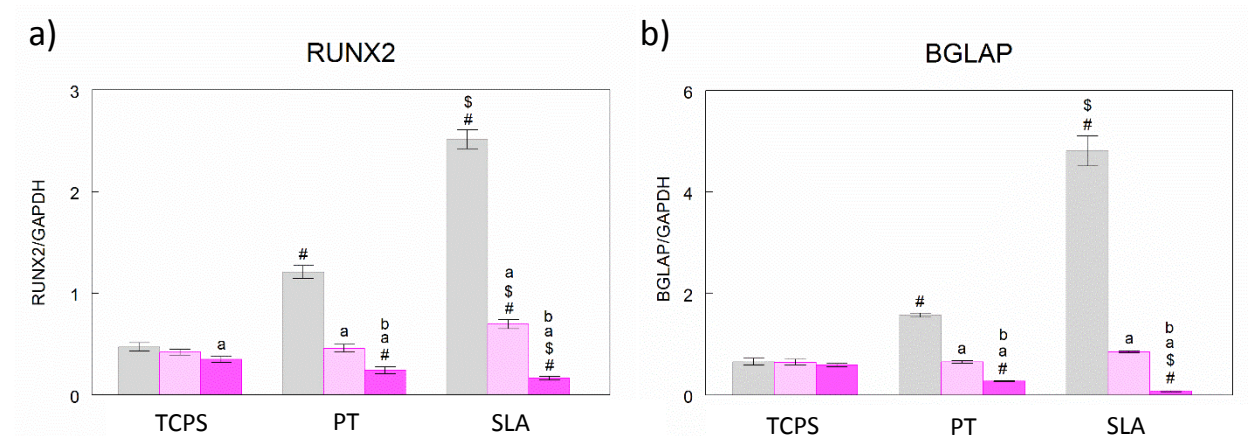 a)
RUNX2
RUNX2/GAPDH
3
2
1
0
a
#
a
b
a
#
$
#
a
$
#
b
a
$
#
TCPS
PT
SLA
b)
BGLAP
BGLAP/GAPDH
6
4
2
0
#
a
b
a
#
$
#
a
b
a
$
#
TCPS
PT
SLA